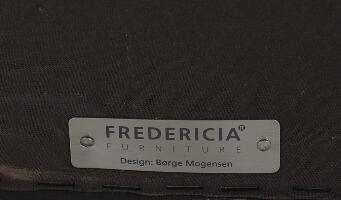 FREDERICIA®
FURNITURE
Design: Børge Mogensen